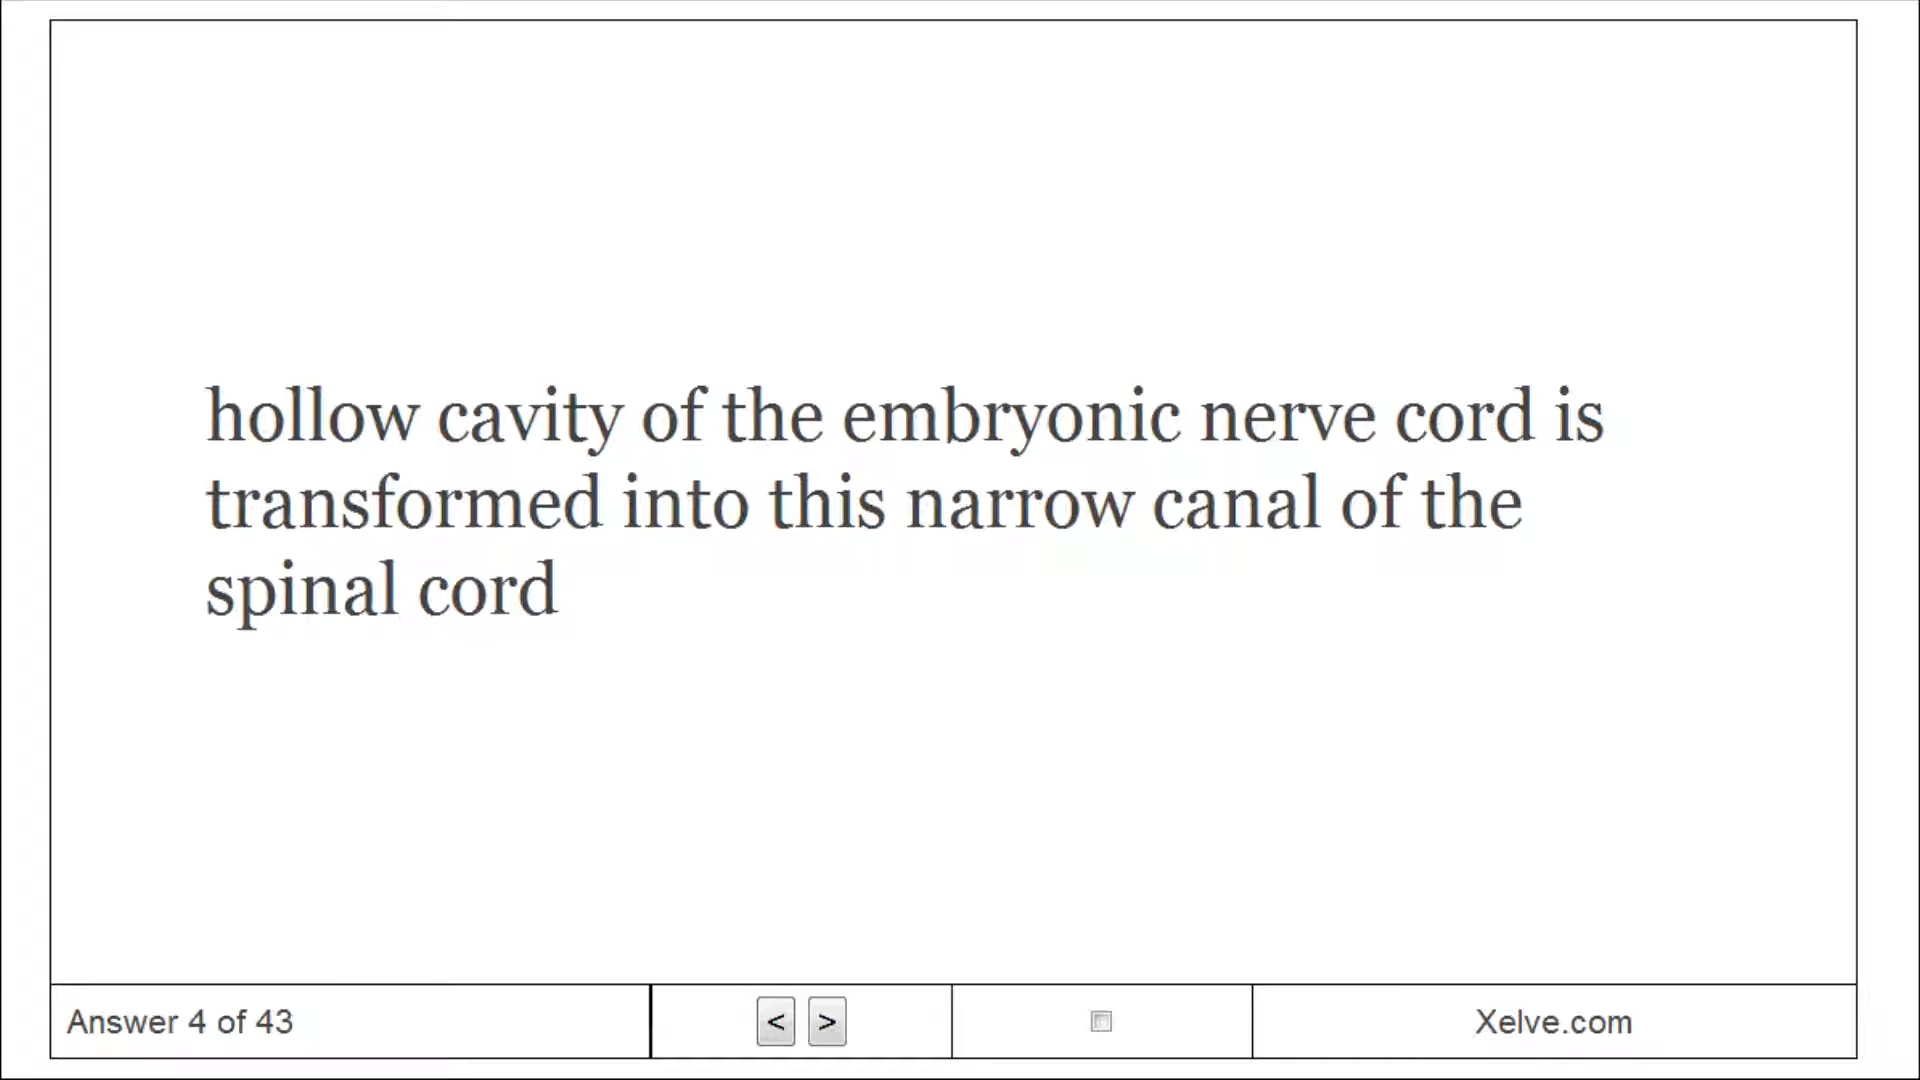 hollow cavity of the embryonic nerve cord is
transformed into this narrow canal of the
spinal cord
Answer 4 of 43
< >
Xelve.com